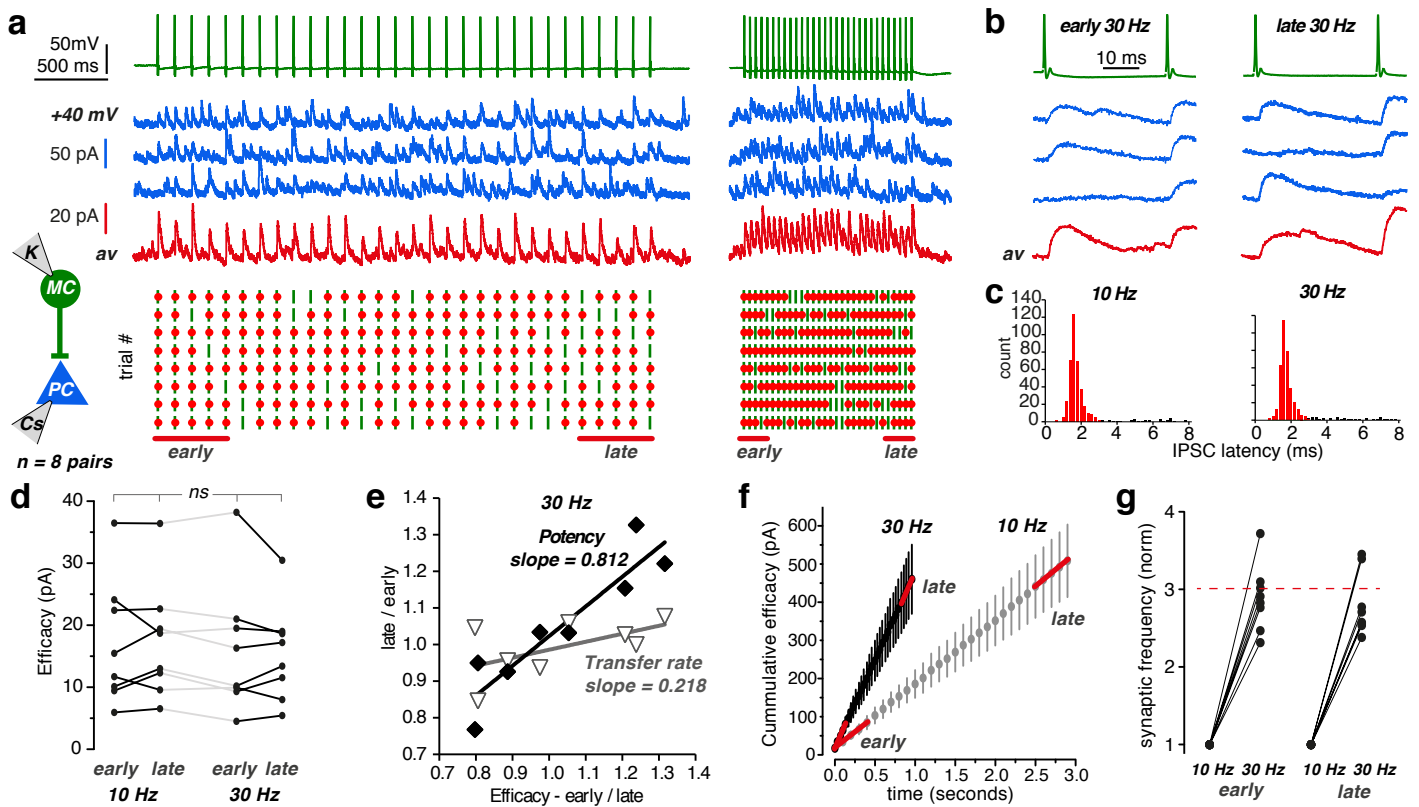 a
50mV
500 ms
+40 mV
50 pA
20 pA
av
K
MC
PC
Cs
n = 8 pairs
trial #
early
late
early
late
b
early 30 Hz
late 30 Hz
10 ms
av
c
10 Hz
30 Hz
count
140
120
100
80
60
40
20
0
0 2 4 6 8
0 2 4 6 8
IPSC latency (ms)
d
ns
Efficacy (pA)
40
30
20
10
0
early late early late
10 Hz 30 Hz
e
30 Hz
Potency
slope = 0.812
Transfer rate
slope = 0.218
late / early
1.4
1.3
1.2
1.1
1.0
0.9
0.8
0.7
0.7 0.8 0.9 1.0 1.1 1.2 1.3 1.4
Efficacy - early / late
f
30 Hz
10 Hz
late
late
early
Cummulative efficacy (pA)
600
500
400
300
200
100
0
0.0 0.5 1.0 1.5 2.0 2.5 3.0
time (seconds)
g
synaptic frequency (norm)
4
3
2
1
10 Hz 30 Hz 10 Hz 30 Hz
early late